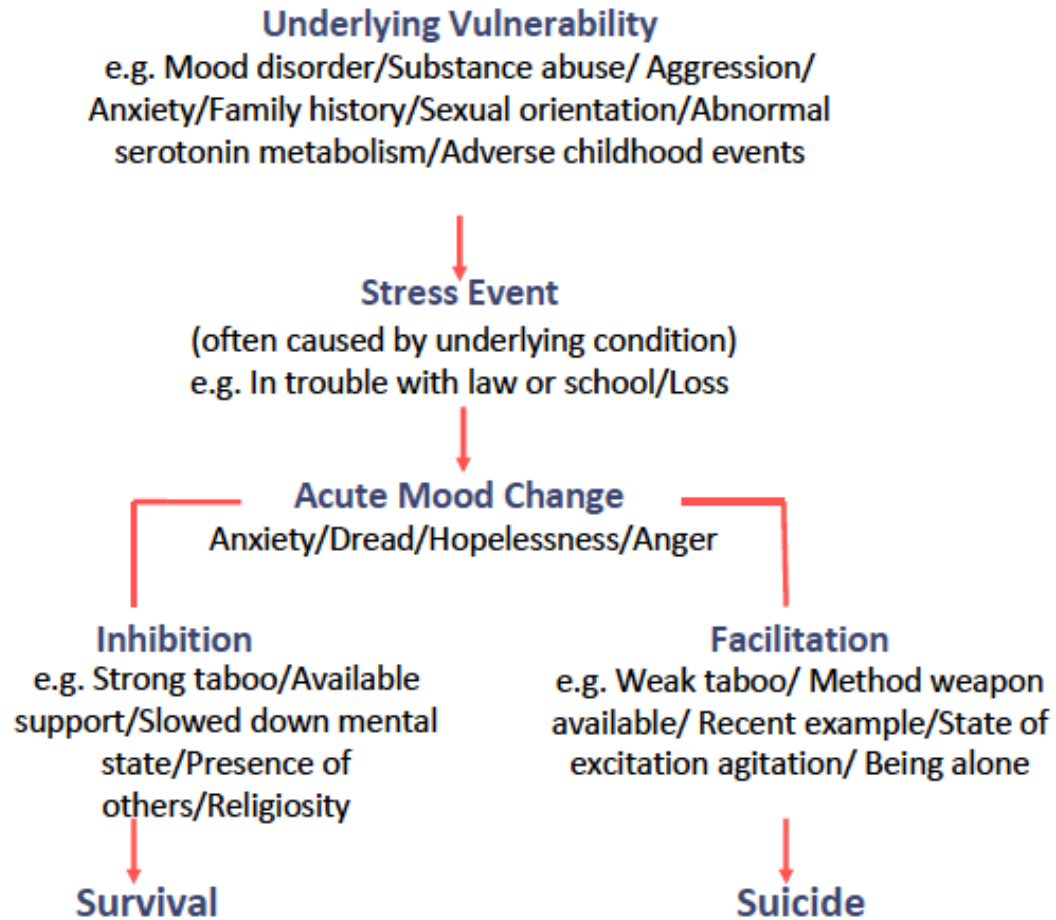 Underlying Vulnerability
e.g. Mood disorder/Substance abuse/ Aggression/
Anxiety/Family history/Sexual orientation/Abnormal
serotonin metabolism/Adverse childhood events
Stress Event
(often caused by underlying condition)
e.g. In trouble with law or school/Loss
Acute Mood Change
Anxiety/Dread/Hopelessness/Anger
Inhibition
e.g. Strong taboo/Available
support/Slowed down mental
state/Presence of
others/Religiosity
Survival
Facilitation
e.g. Weak taboo/ Method weapon
available/ Recent example/State of
excitation agitation/ Being alone
Suicide